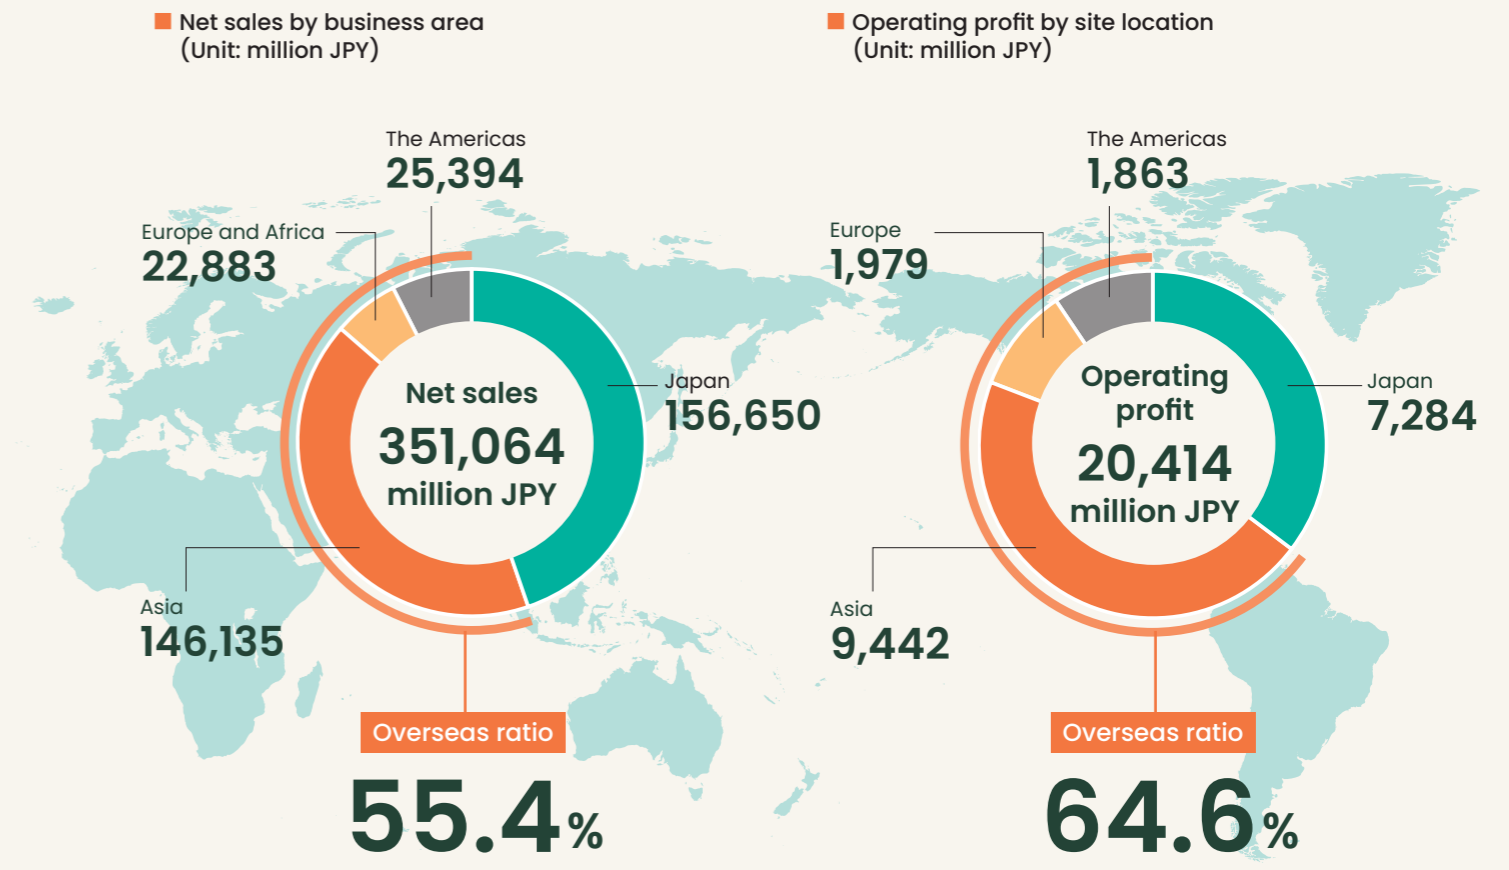 Net sales by business area
(Unit: million JPY)
The Americas
25,394
Europe and Africa
22,883
Net sales
351,064
million JPY
Japan
156,650
Asia
146,135
Overseas ratio
55.4%
Operating profit by site location
(Unit: million JPY)
The Americas
1,863
Europe
1,979
Operating
profit
20,414
million JPY
Japan
7,284
Asia
9,442
Overseas ratio
64.6%